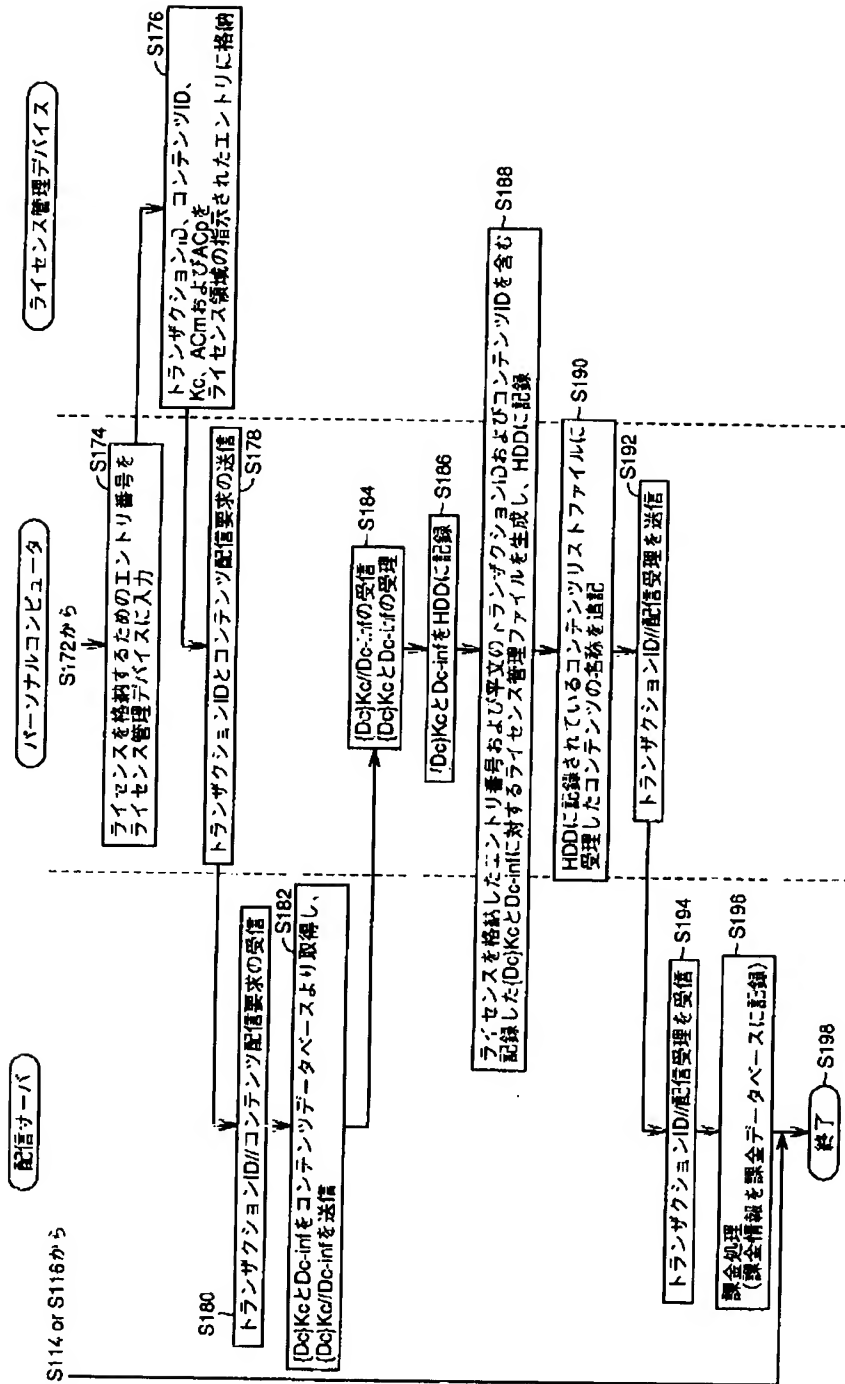 配信サーバ
パーソナルコンピュータ
ライセンス管理デバイス
S114 or S116から
S172から
S174
ライセンスを格納するためのエントリ番号を
ライセンス管理デバイスに入力
S176
トランザクションID、コンテンツID、
Kc、ACmおよびACpを
ライセンス領域の指示されたエントリに格納
S178
トランザクションIDとコンテンツ配信要求の送信
S180
トランザクションID//コンテンツ配信要求の受信
S182
{Dc}KcとDc-infをコンテンツデータベースより取得し、
{Dc}Kc//Dc-infを送信
S184
{Dc}Kc//Dc-infの受信
{Dc}KcとDc-infの受理
S186
{Dc}KcとDc-infをHDDに記録
S188
ライセンスを格納したエントリ番号および平文のトランザクションIDおよびコンテンツIDを含む
記録した{Dc}KcとDc-infに対するライセンス管理ファイルを生成し、HDDに記録
S190
HDDに記録されているコンテンツリストファイルに
受理したコンテンツの名称を追記
S192
トランザクションID//配信受理を送信
S194
トランザクションID//配信受理を受信
S196
課金処理
(課金情報を課金データベースに記録)
S198
終了